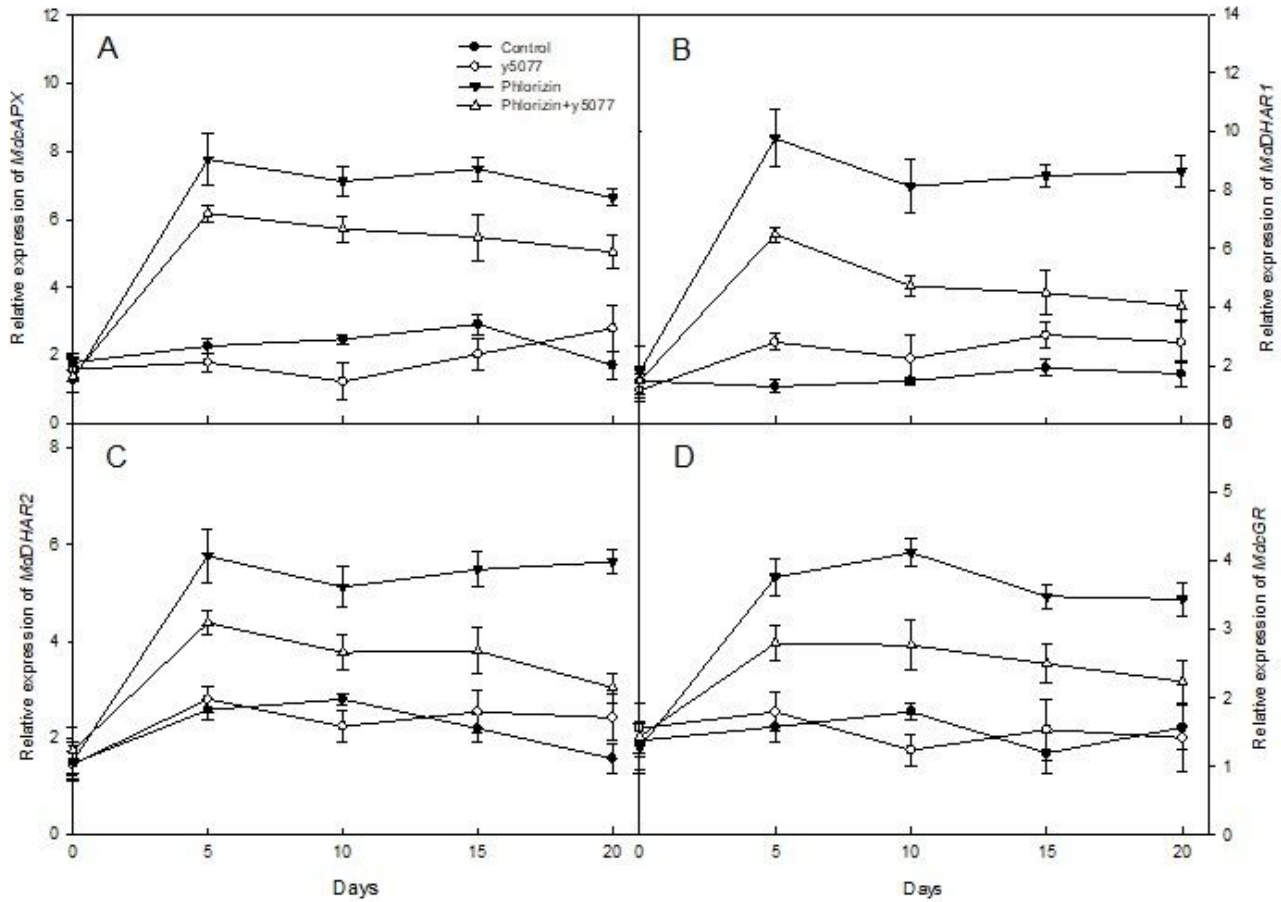 A
Control
y5077
Phlorizin
Phlorizin+y5077
Relative expression of MdcAPX
12
10
8
6
4
2
0
B
14
12
10
8
6
4
2
0
Relative expression of MdDHAR1
C
Relative expression of MdDHAR2
8
6
4
2
0
0
5
10
15
20
Days
D
6
5
4
3
2
1
0
Relative expression of MdcGR
0
5
10
15
20
Days